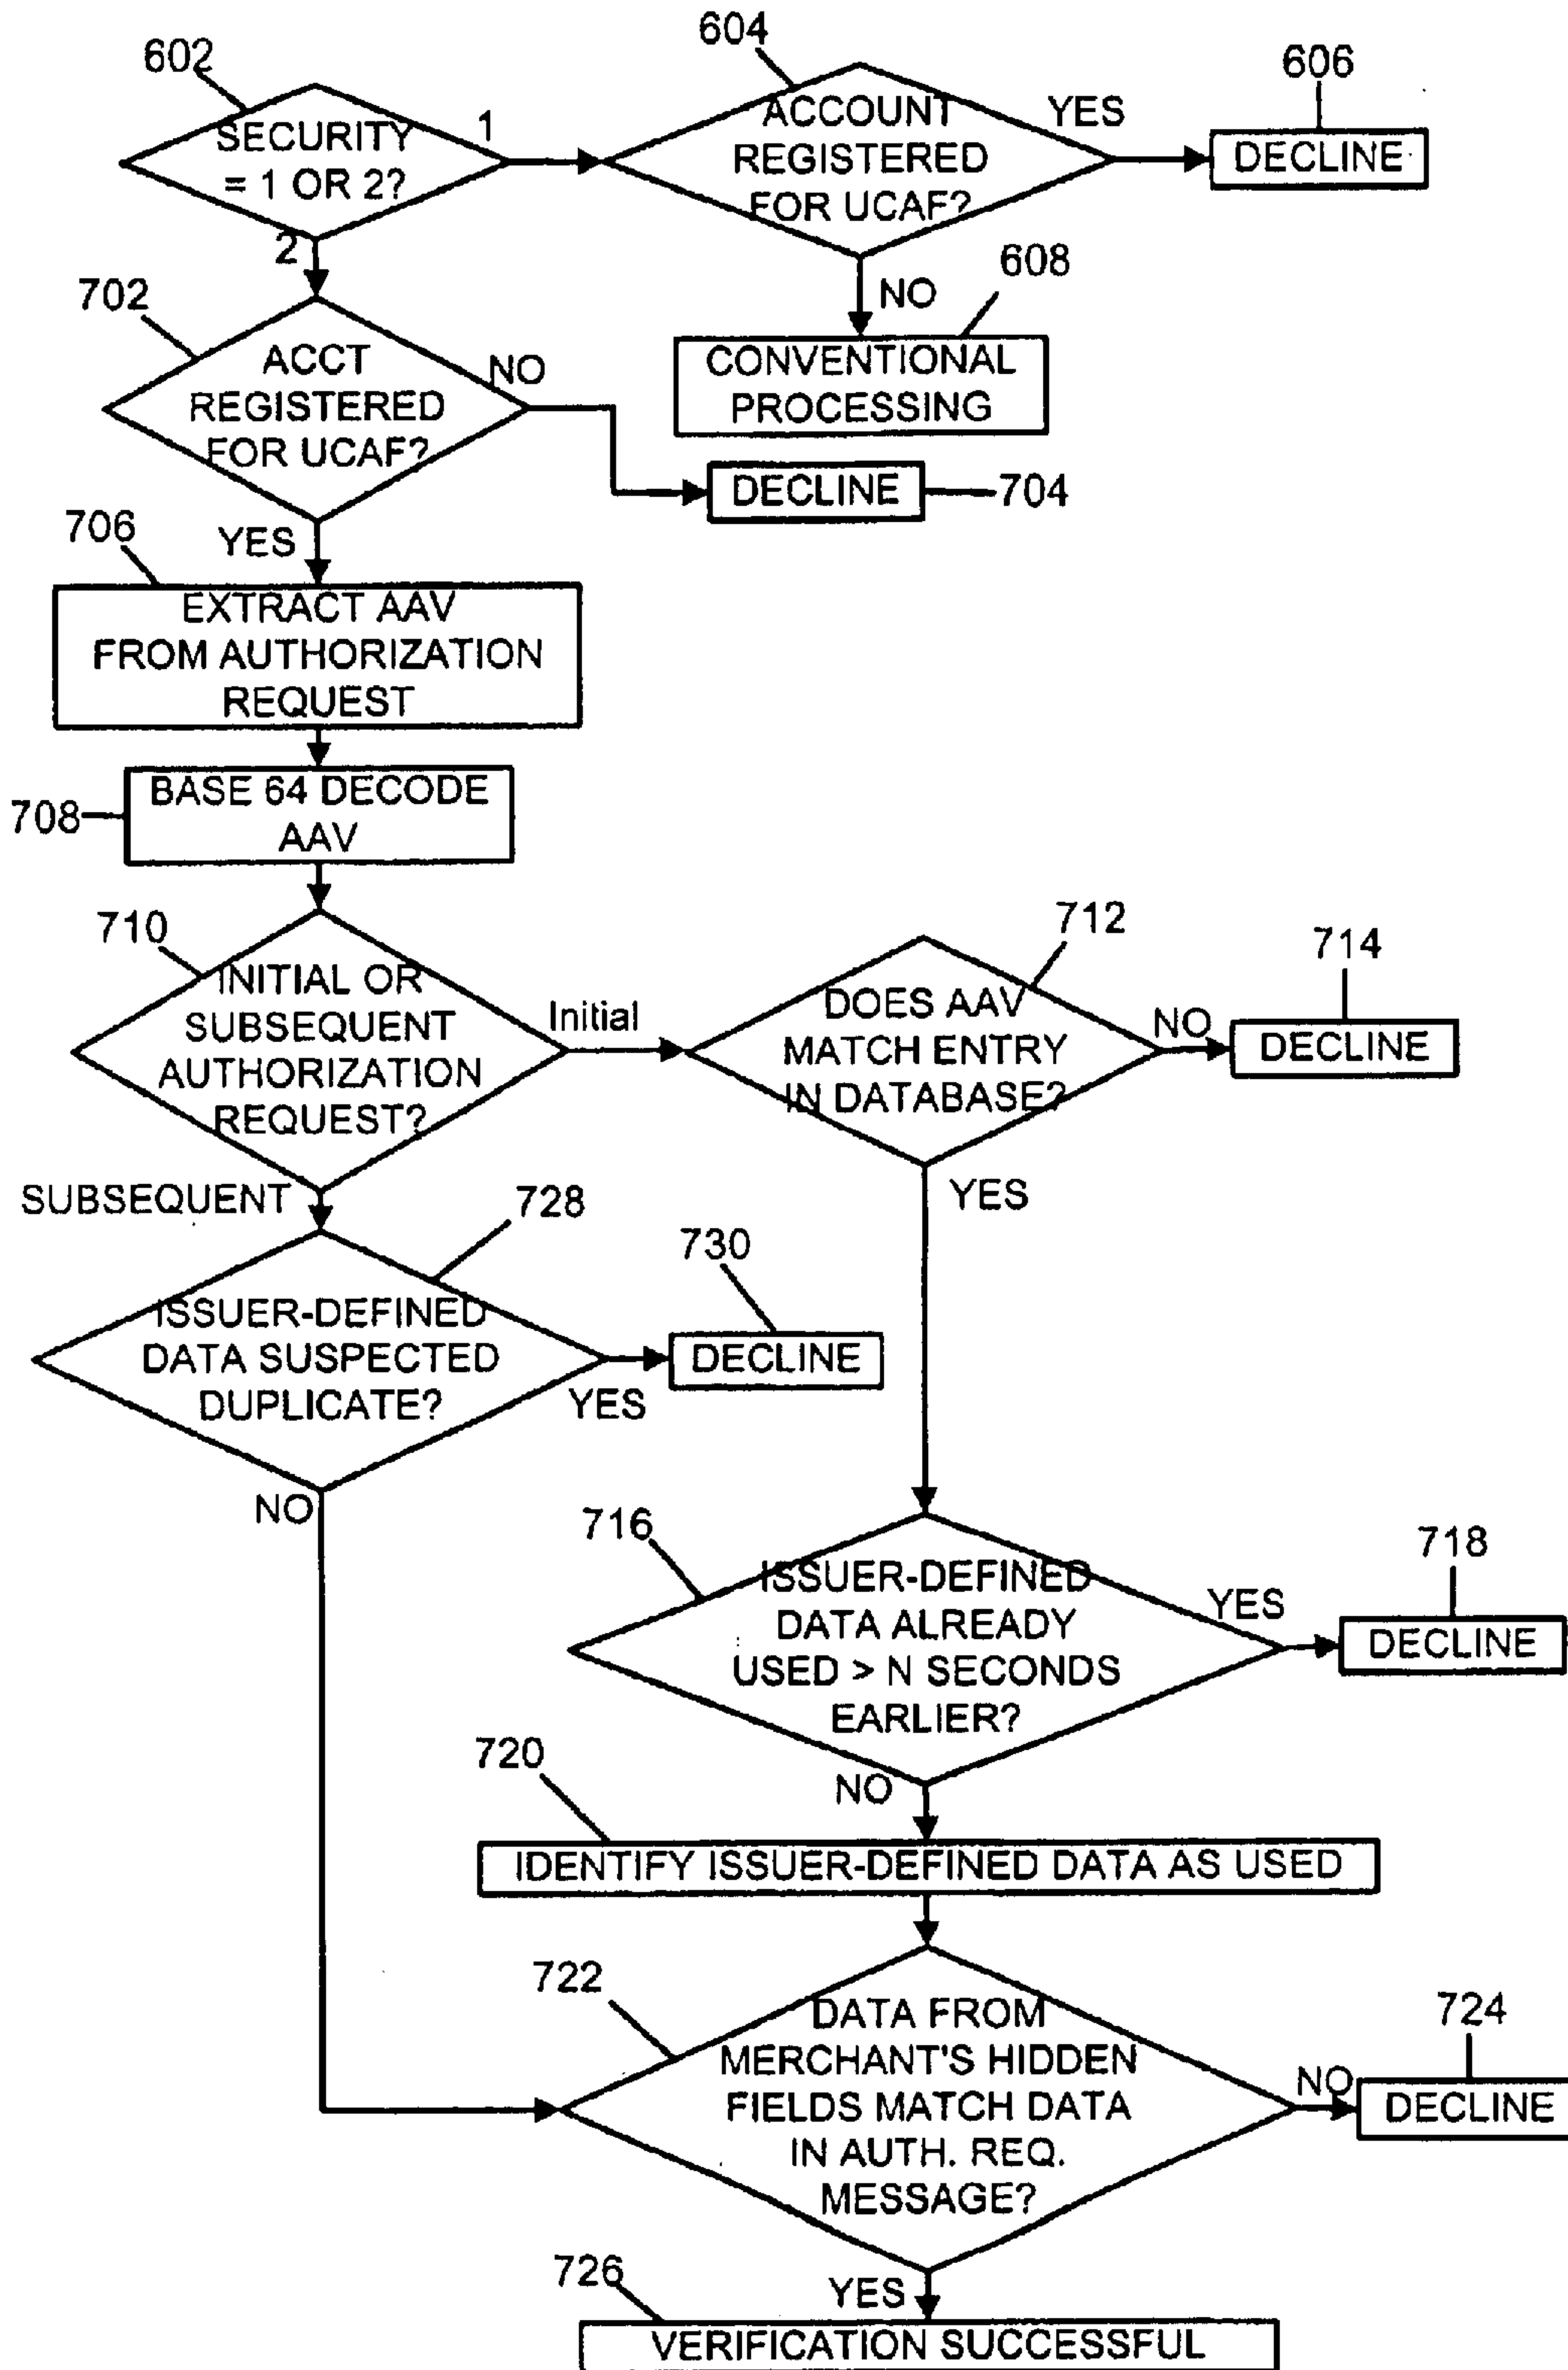 602
SECURITY
= 1 OR 2?
1
2
604
ACCOUNT
REGISTERED
FOR UCAF?
YES
606
DECLINE
NO
608
CONVENTIONAL
PROCESSING
702
ACCT
REGISTERED
FOR UCAF?
NO
DECLINE
704
YES
706
EXTRACT AAV
FROM AUTHORIZATION
REQUEST
708
BASE 64 DECODE
AAV
710
INITIAL OR
SUBSEQUENT
AUTHORIZATION
REQUEST?
Initial
712
DOES AAV
MATCH ENTRY
IN DATABASE?
NO
714
DECLINE
YES
SUBSEQUENT
728
ISSUER-DEFINED
DATA SUSPECTED
DUPLICATE?
YES
730
DECLINE
NO
716
ISSUER-DEFINED
DATA ALREADY
USED > N SECONDS
EARLIER?
YES
718
DECLINE
NO
720
IDENTIFY ISSUER-DEFINED DATA AS USED
722
DATA FROM
MERCHANT'S HIDDEN
FIELDS MATCH DATA
IN AUTH. REQ.
MESSAGE?
NO
724
DECLINE
YES
726
VERIFICATION SUCCESSFUL